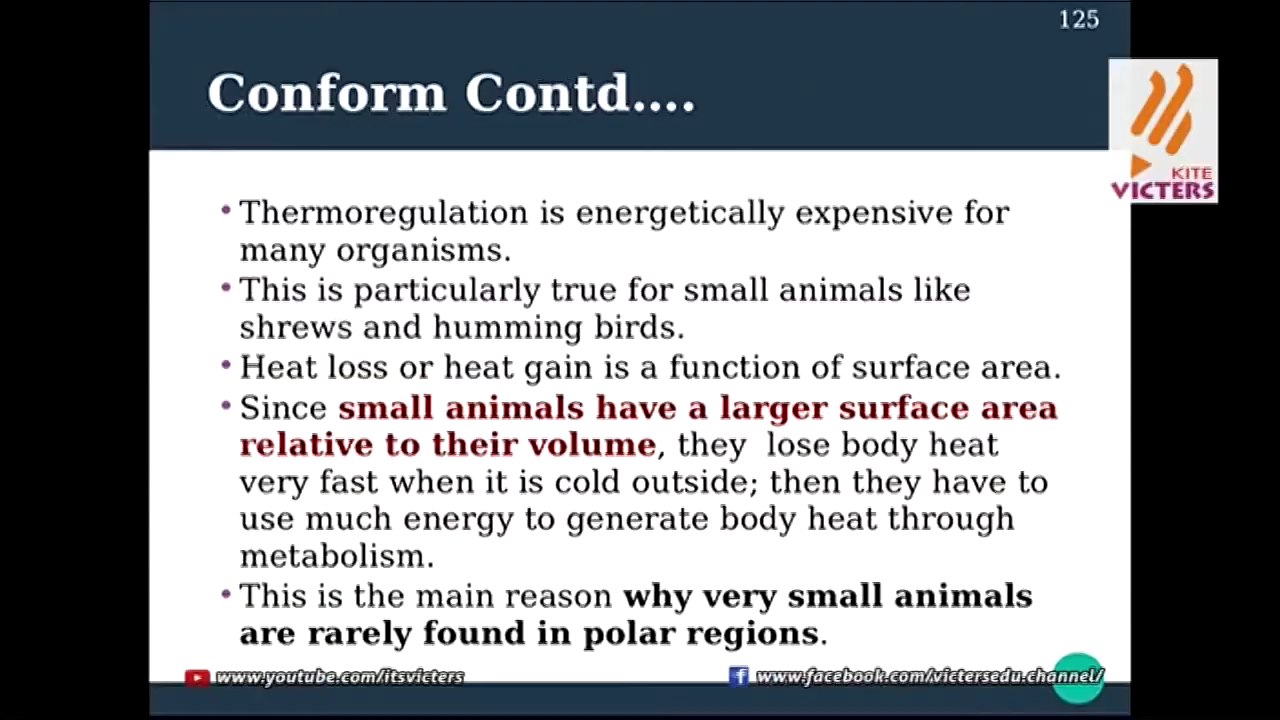 125
Conform Contd....
KITE
VICTERS
• Thermoregulation is energetically expensive for
many organisms.
• This is particularly true for small animals like
shrews and humming birds.
• Heat loss or heat gain is a function of surface area.
• Since small animals have a larger surface area
relative to their volume, they  lose body heat
very fast when it is cold outside; then they have to
use much energy to generate body heat through
metabolism.
• This is the main reason why very small animals
are rarely found in polar regions.
www.youtube.com/itsvicters
www.facebook.com/victersedu.channel/